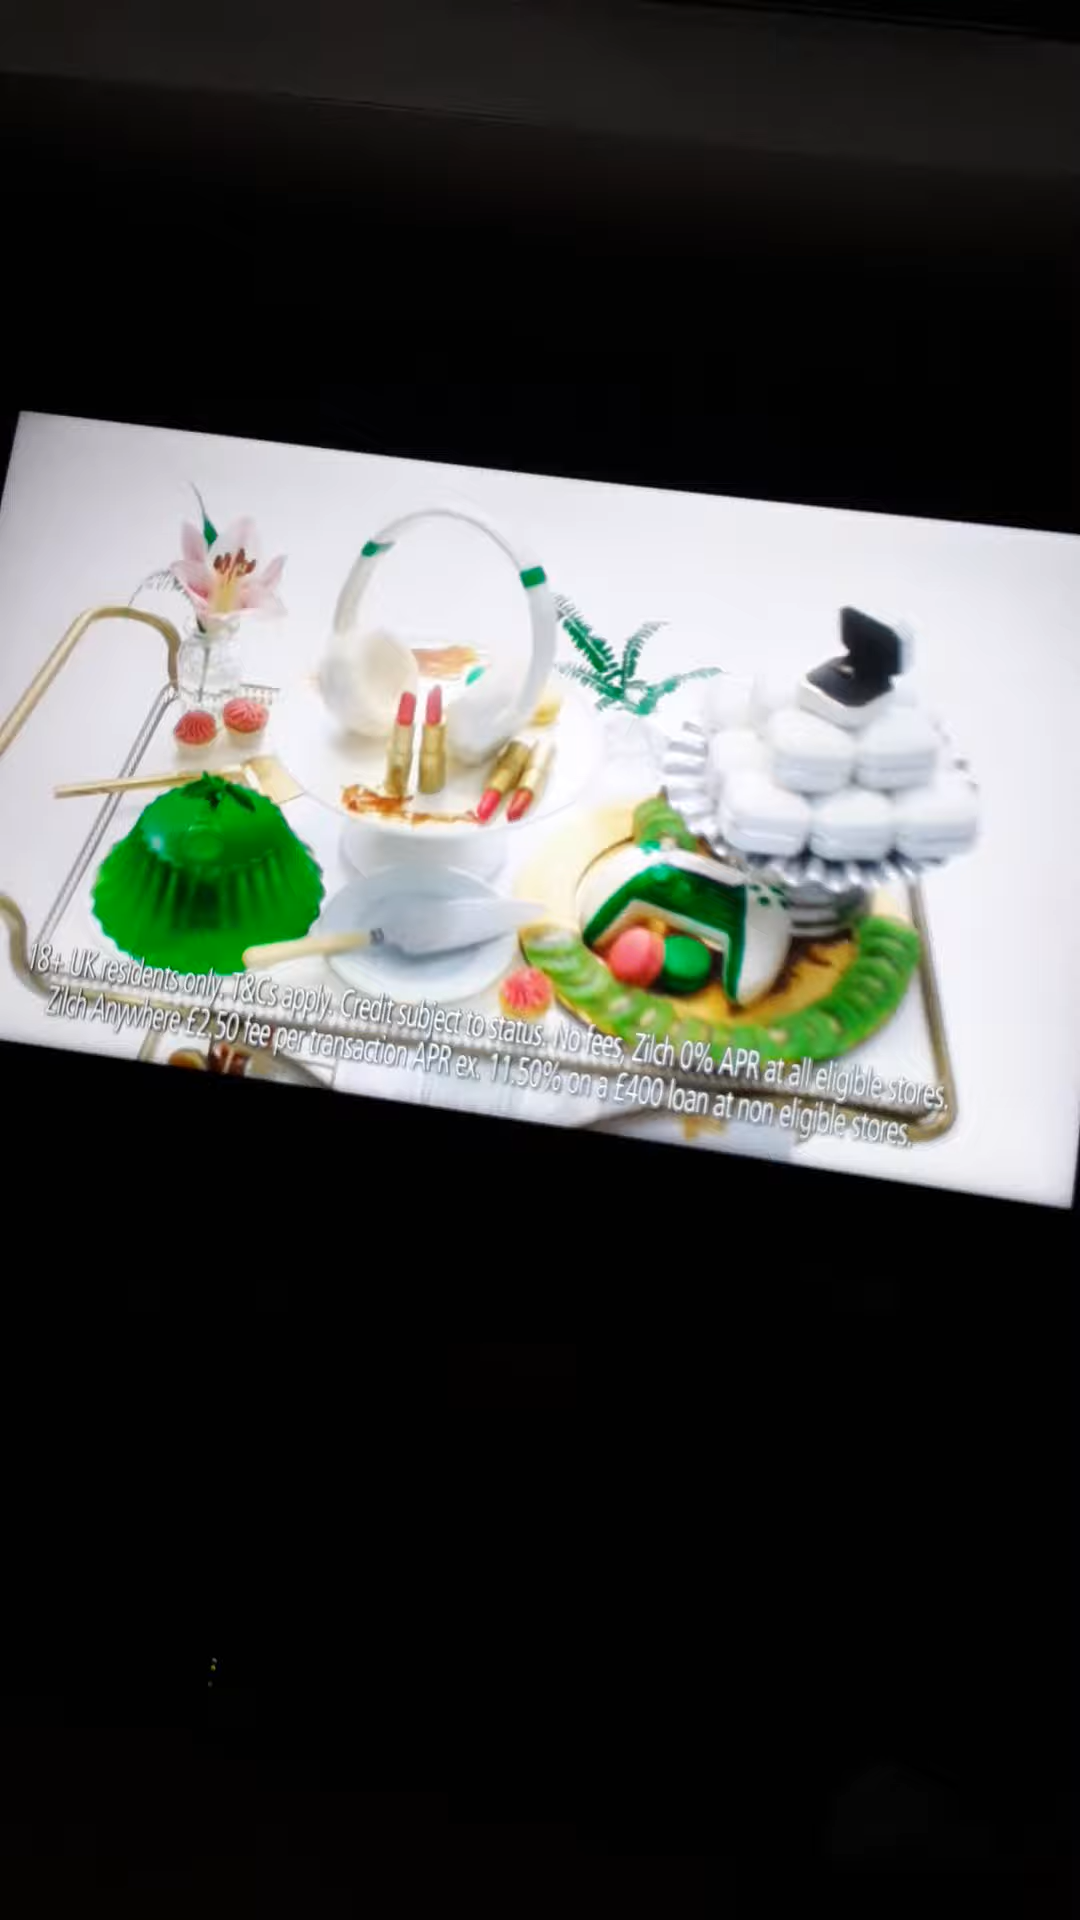 18+ UK residents only. T&Cs apply. Credit subject to status. No fees, Zilch 0% APR at all eligible stores.
Zilch Anywhere £2.50 fee per transaction APR ex. 11.50% on a £400 loan at non eligible stores.